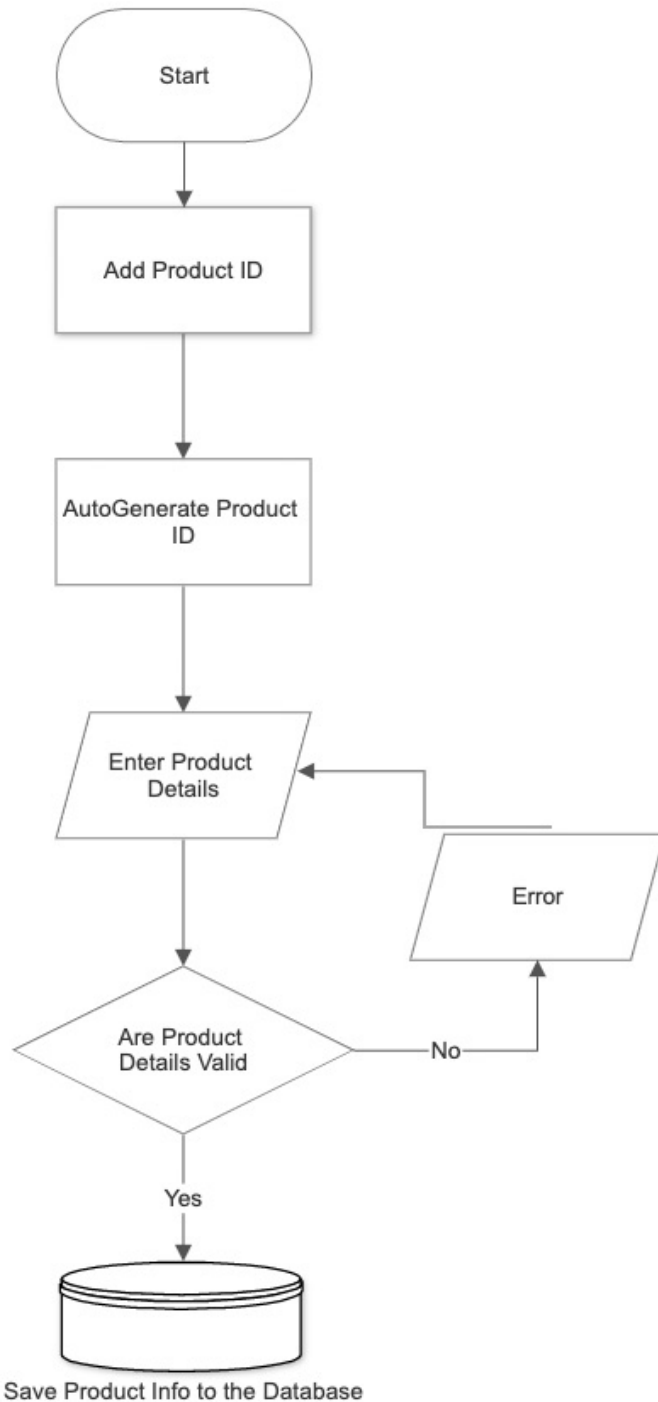 Start
Add Product ID
AutoGenerate Product
ID
Enter Product
Details
Error
Are Product
Details Valid
No
Yes
Save Product Info to the Database